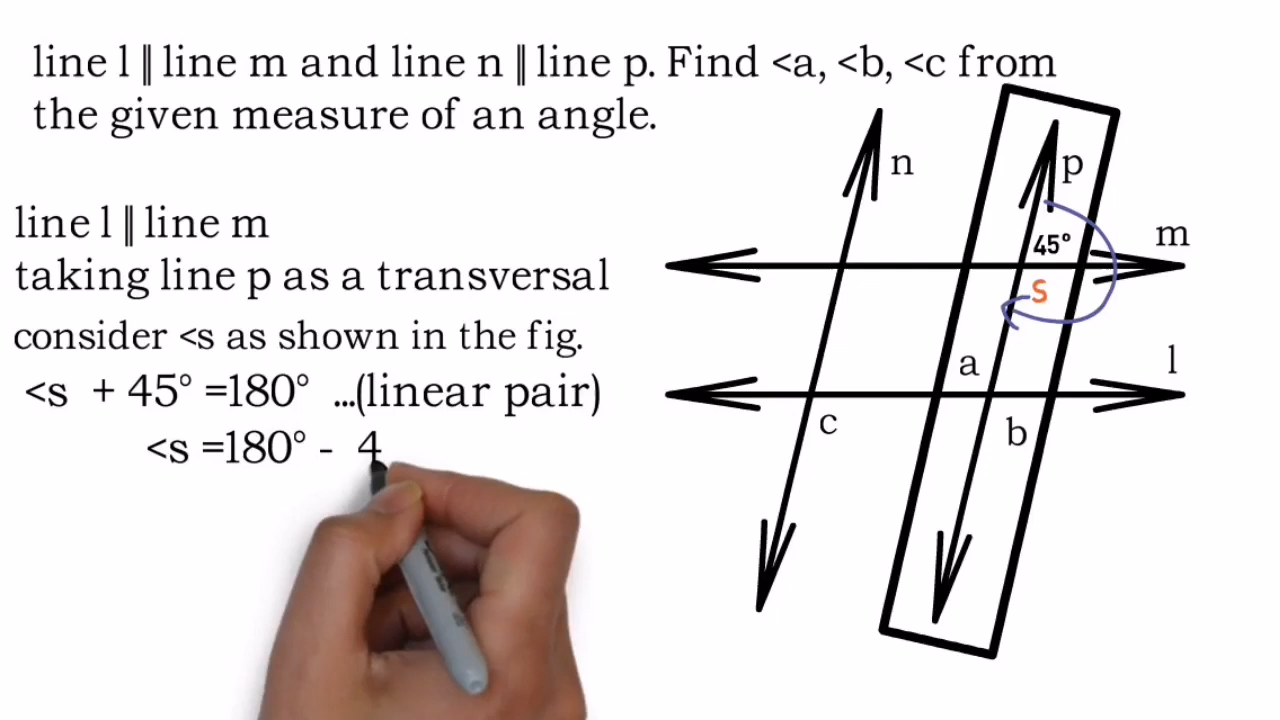 line l || line m and line n || line p. Find <a, <b, <c from
the given measure of an angle.
n
p
45°
m
line l || line m
taking line p as a transversal
S
consider <s as shown in the fig.
a
l
<s + 45° =180° ...(linear pair)
c
b
<s =180° - 4